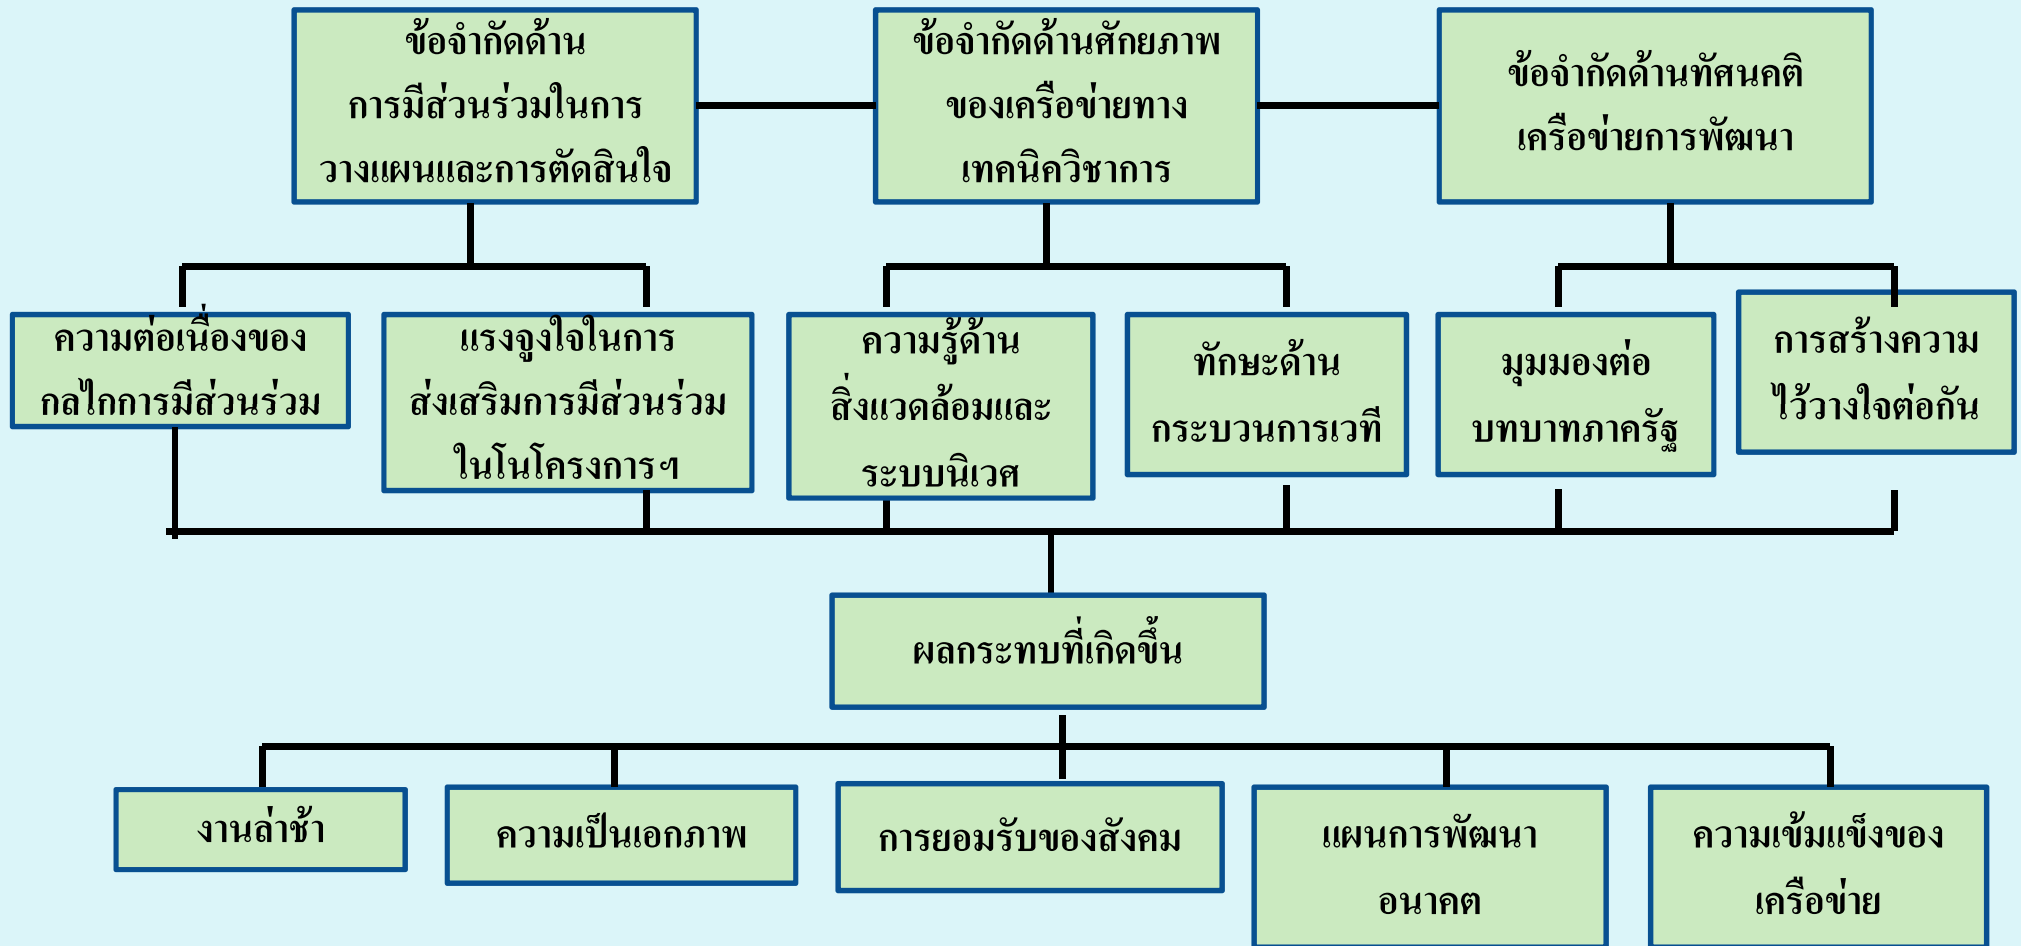 ข้อจำกัดด้าน
การมีส่วนร่วมในการ
วางแผนและการตัดสินใจ
ข้อจำกัดด้านศักยภาพ
ของเครือข่ายทาง
เทคนิควิชาการ
ข้อจำกัดด้านทัศนคติ
เครือข่ายการพัฒนา
ความต่อเนื่องของ
กลไกการมีส่วนร่วม
แรงจูงใจในการ
ส่งเสริมการมีส่วนร่วม
ในโนโครงการฯ
ความรู้ด้าน
สิ่งแวดล้อมและ
ระบบนิเวศ
ทักษะด้าน
กระบวนการเวที
มุมมองต่อ
บทบาทภาครัฐ
การสร้างความ
ไว้วางใจต่อกัน
ผลกระทบที่เกิดขึ้น
งานล่าช้า
ความเป็นเอกภาพ
การยอมรับของสังคม
แผนการพัฒนา
อนาคต
ความเข้มแข็งของ
เครือข่าย